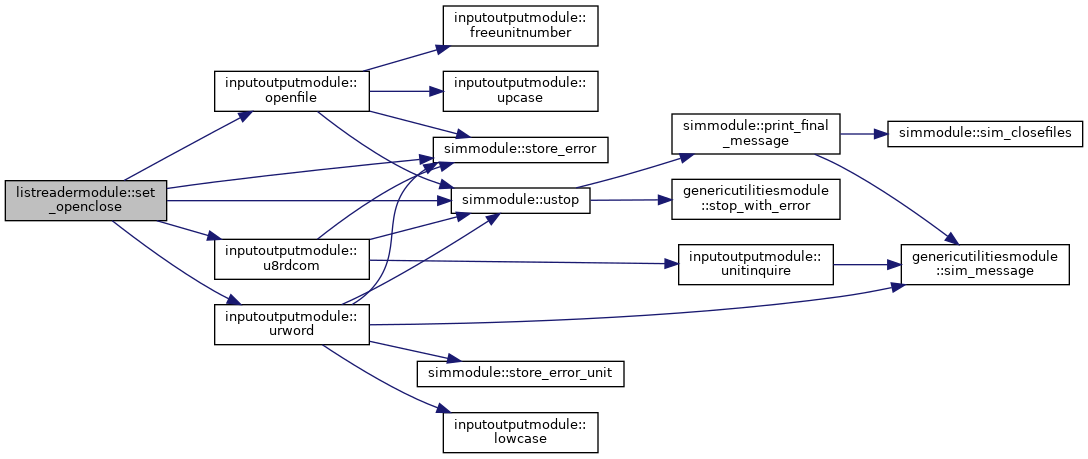 listreadermodule::set
_openclose
inputoutputmodule::
openfile
inputoutputmodule::
u8rdcom
inputoutputmodule::
urword
inputoutputmodule::
freeunitnumber
inputoutputmodule::
upcase
simmodule::store_error
simmodule::ustop
simmodule::store_error_unit
inputoutputmodule::
lowcase
simmodule::print_final
_message
genericutilitiesmodule
::stop_with_error
inputoutputmodule::
unitinquire
simmodule::sim_closefiles
genericutilitiesmodule
::sim_message